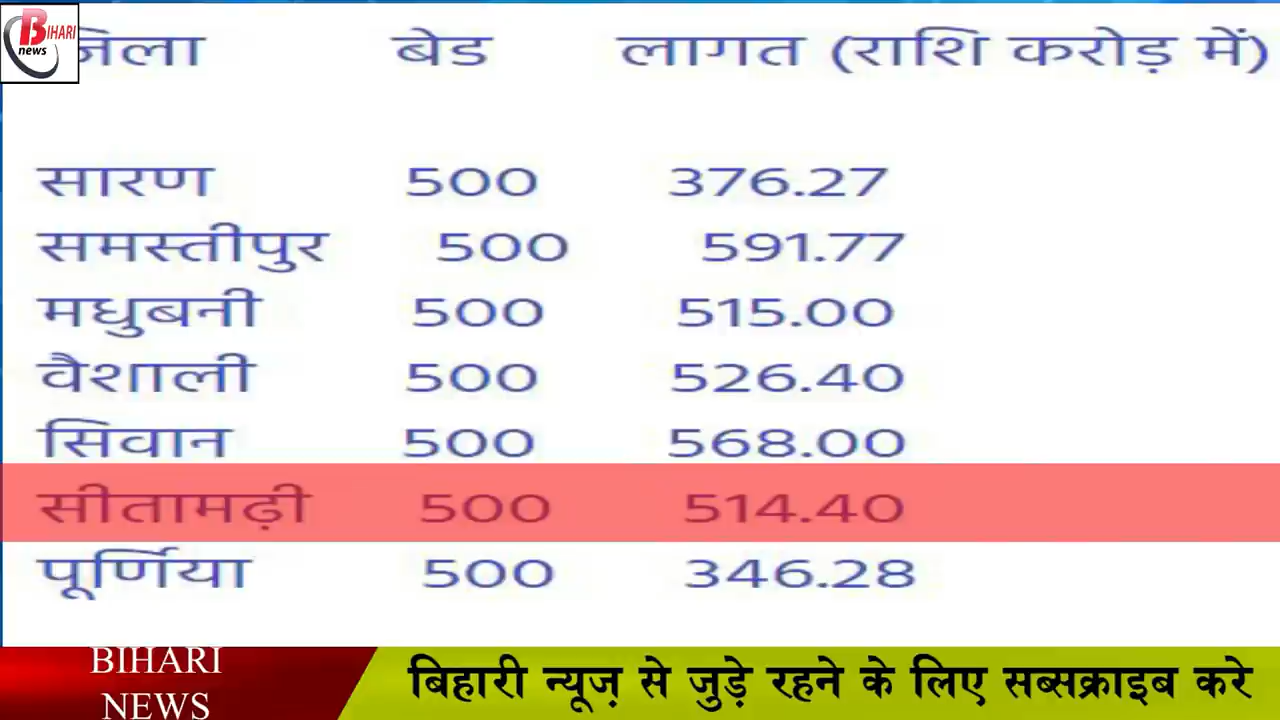 BIHARI
news
जिला बेड लागत (राशि करोड़ में)
सारण 500 376.27
समस्तीपुर 500 591.77
मधुबनी 500 515.00
वैशाली 500 526.40
सिवान 500 568.00
सीतामढ़ी 500 514.40
पूर्णिया 500 346.28
BIHARI
NEWS
बिहारी न्यूज़ से जुड़े रहने के लिए सब्सक्राइब करे